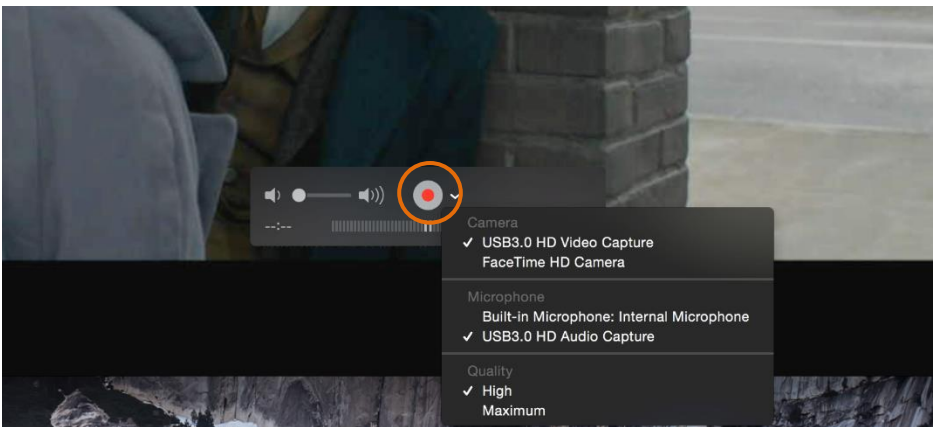 --:--
Camera
✓ USB3.0 HD Video Capture
FaceTime HD Camera
Microphone
Built-in Microphone: Internal Microphone
✓ USB3.0 HD Audio Capture
Quality
✓ High
Maximum